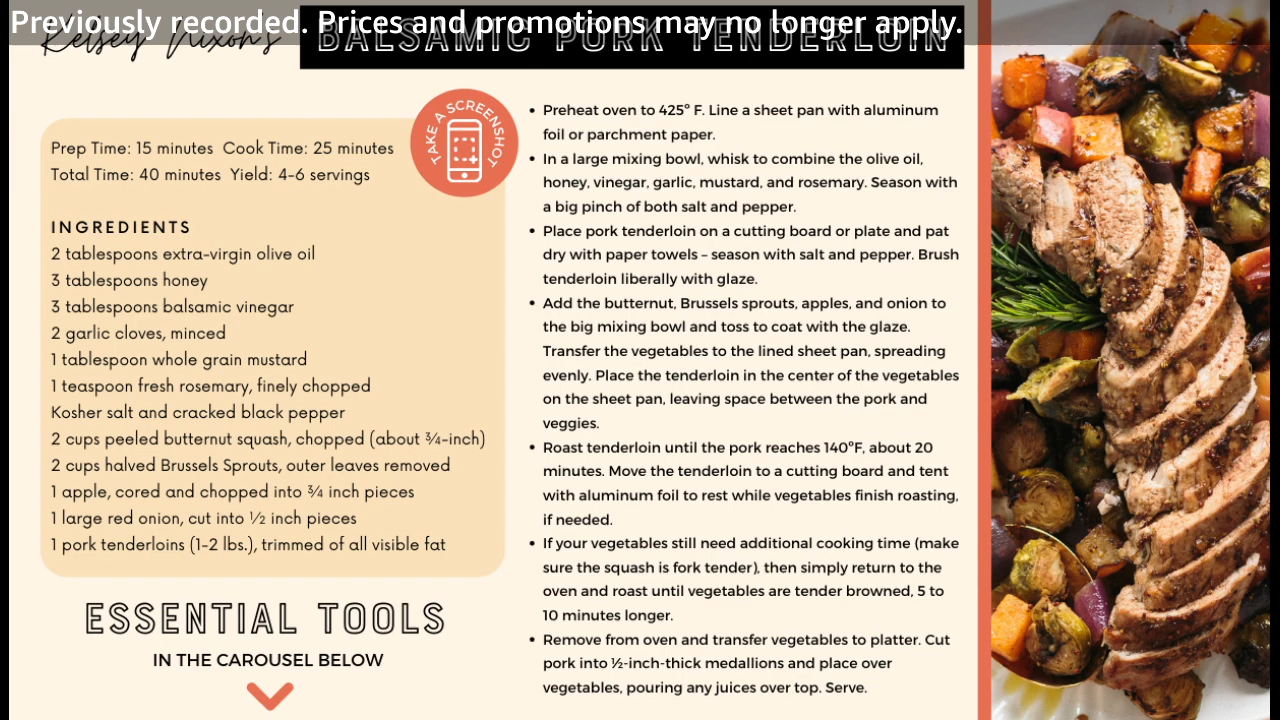 Previously recorded. Prices and promotions may no longer apply.
Kelsey Nixon's BALSAMIC PORK TENDERLOIN
TAKE A SCREENSHOT
Prep Time: 15 minutes Cook Time: 25 minutes
Total Time: 40 minutes Yield: 4-6 servings
INGREDIENTS
2 tablespoons extra-virgin olive oil
3 tablespoons honey
3 tablespoons balsamic vinegar
2 garlic cloves, minced
1 tablespoon whole grain mustard
1 teaspoon fresh rosemary, finely chopped
Kosher salt and cracked black pepper
2 cups peeled butternut squash, chopped (about ¾-inch)
2 cups halved Brussels Sprouts, outer leaves removed
1 apple, cored and chopped into ¾ inch pieces
1 large red onion, cut into ½ inch pieces
1 pork tenderloins (1-2 lbs.), trimmed of all visible fat
ESSENTIAL TOOLS
IN THE CAROUSEL BELOW
• Preheat oven to 425° F. Line a sheet pan with aluminum
foil or parchment paper.
• In a large mixing bowl, whisk to combine the olive oil,
honey, vinegar, garlic, mustard, and rosemary. Season with
a big pinch of both salt and pepper.
• Place pork tenderloin on a cutting board or plate and pat
dry with paper towels – season with salt and pepper. Brush
tenderloin liberally with glaze.
• Add the butternut, Brussels sprouts, apples, and onion to
the big mixing bowl and toss to coat with the glaze.
Transfer the vegetables to the lined sheet pan, spreading
evenly. Place the tenderloin in the center of the vegetables
on the sheet pan, leaving space between the pork and
veggies.
• Roast tenderloin until the pork reaches 140°F, about 20
minutes. Move the tenderloin to a cutting board and tent
with aluminum foil to rest while vegetables finish roasting,
if needed.
• If your vegetables still need additional cooking time (make
sure the squash is fork tender), then simply return to the
oven and roast until vegetables are tender browned, 5 to
10 minutes longer.
• Remove from oven and transfer vegetables to platter. Cut
pork into ½-inch-thick medallions and place over
vegetables, pouring any juices over top. Serve.